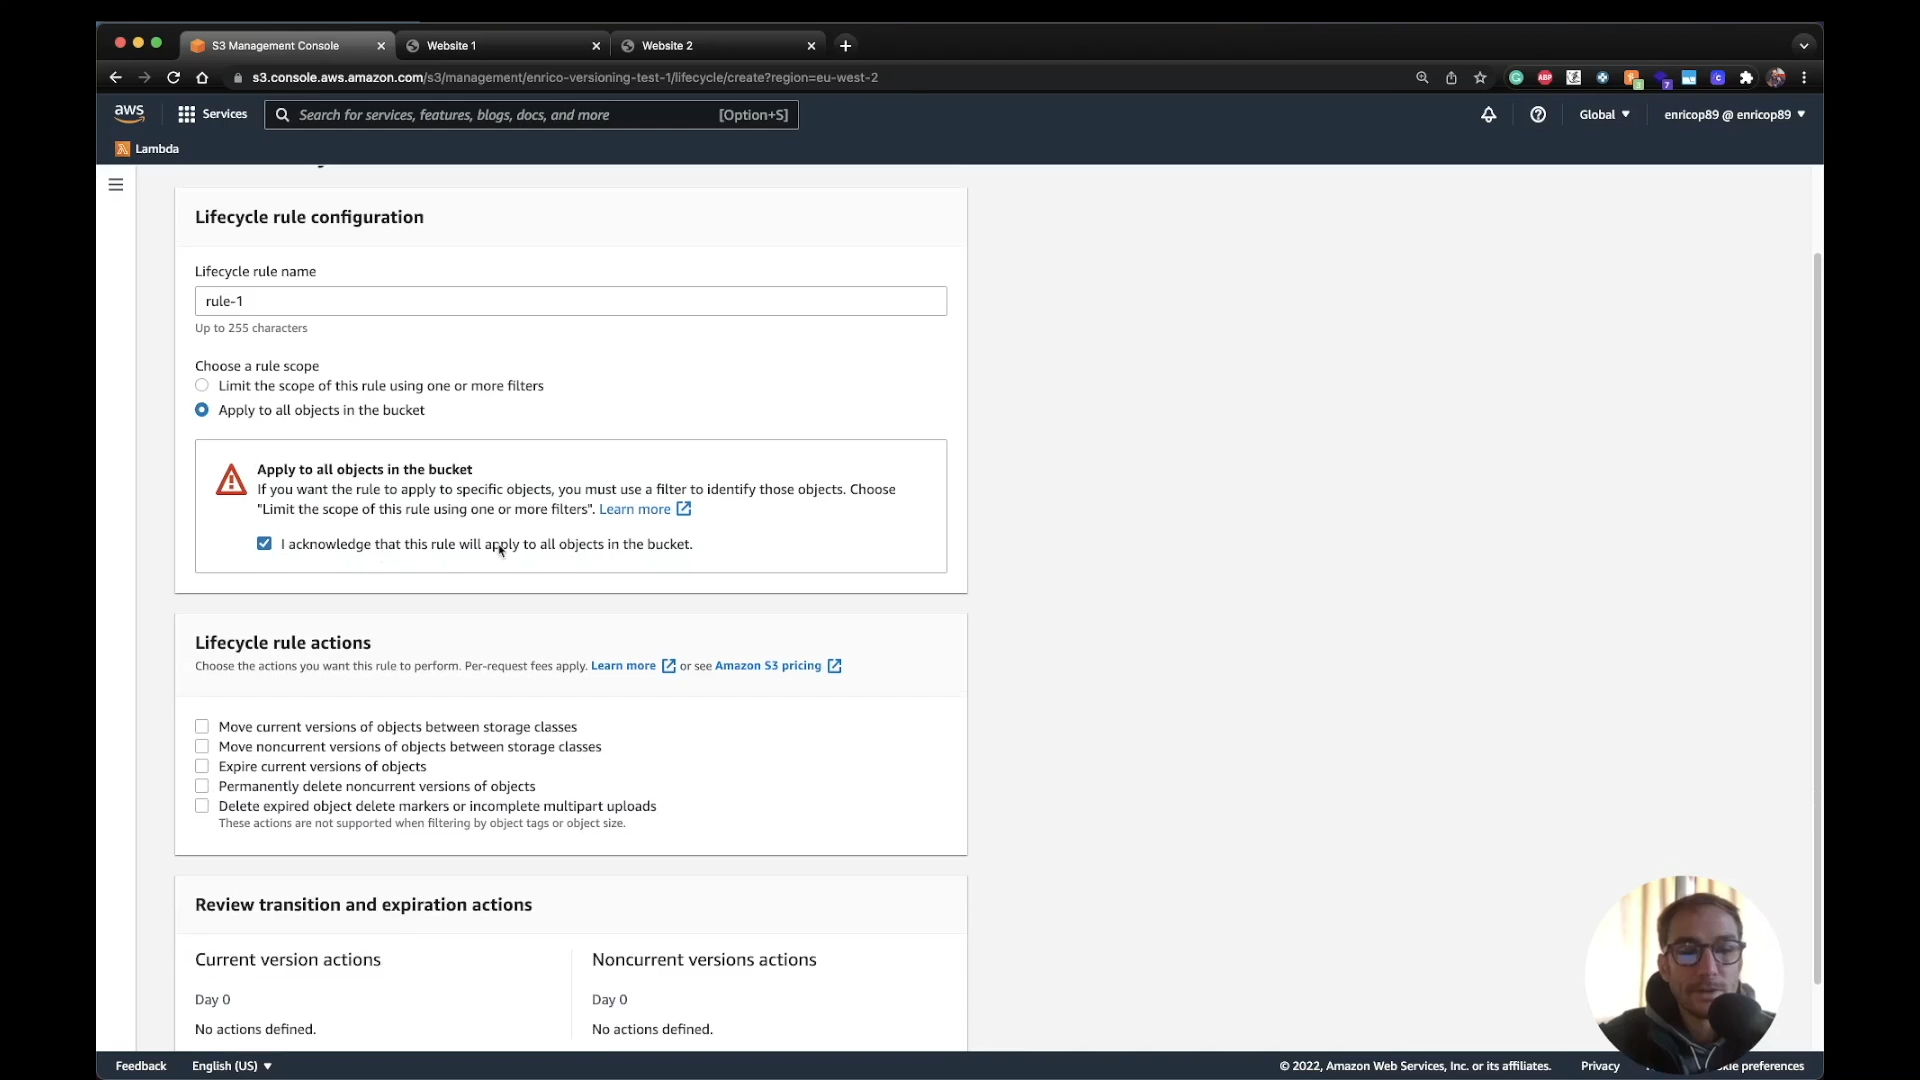 S3 Management Console
Website 1
Website 2
s3.console.aws.amazon.com/s3/management/enrico-versioning-test-1/lifecycle/create?region=eu-west-2
ABP
3
7
aws
Services
Search for services, features, blogs, docs, and more
[Option+S]
Global
enricop89 @ enricop89
Lambda
Lifecycle rule configuration
Lifecycle rule name
rule-1
Up to 255 characters
Choose a rule scope
Limit the scope of this rule using one or more filters
Apply to all objects in the bucket
Apply to all objects in the bucket
If you want the rule to apply to specific objects, you must use a filter to identify those objects. Choose
"Limit the scope of this rule using one or more filters". Learn more
I acknowledge that this rule will apply to all objects in the bucket.
Lifecycle rule actions
Choose the actions you want this rule to perform. Per-request fees apply. Learn more or see Amazon S3 pricing
Move current versions of objects between storage classes
Move noncurrent versions of objects between storage classes
Expire current versions of objects
Permanently delete noncurrent versions of objects
Delete expired object delete markers or incomplete multipart uploads
These actions are not supported when filtering by object tags or object size.
Review transition and expiration actions
Current version actions
Noncurrent versions actions
Day 0
Day 0
No actions defined.
No actions defined.
Feedback
English (US)
© 2022, Amazon Web Services, Inc. or its affiliates.
Privacy
preferences